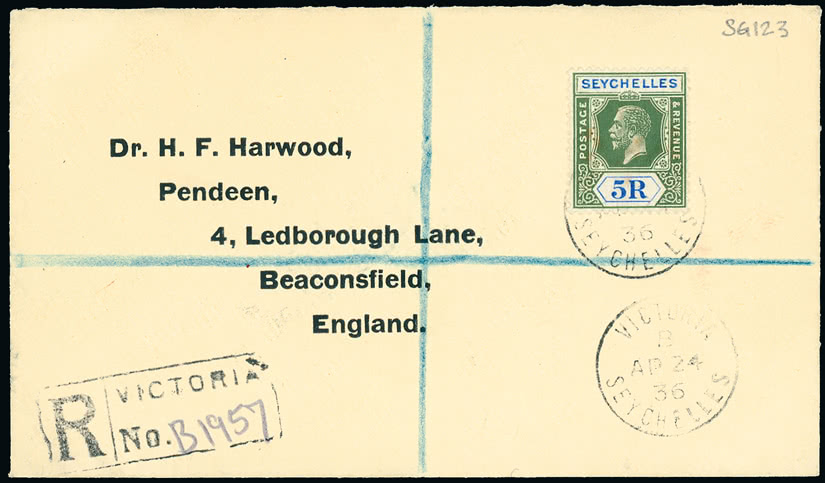 SG123
SEYCHELLES
POSTAGE
& REVENUE
5R
36
SEYCHELLES
Dr. H. F. Harwood,
Pendeen,
4, Ledborough Lane,
Beaconsfield,
England.
VICTORIA
B
AP 24
36
SEYCHELLES
R
VICTORIA
No. B1957